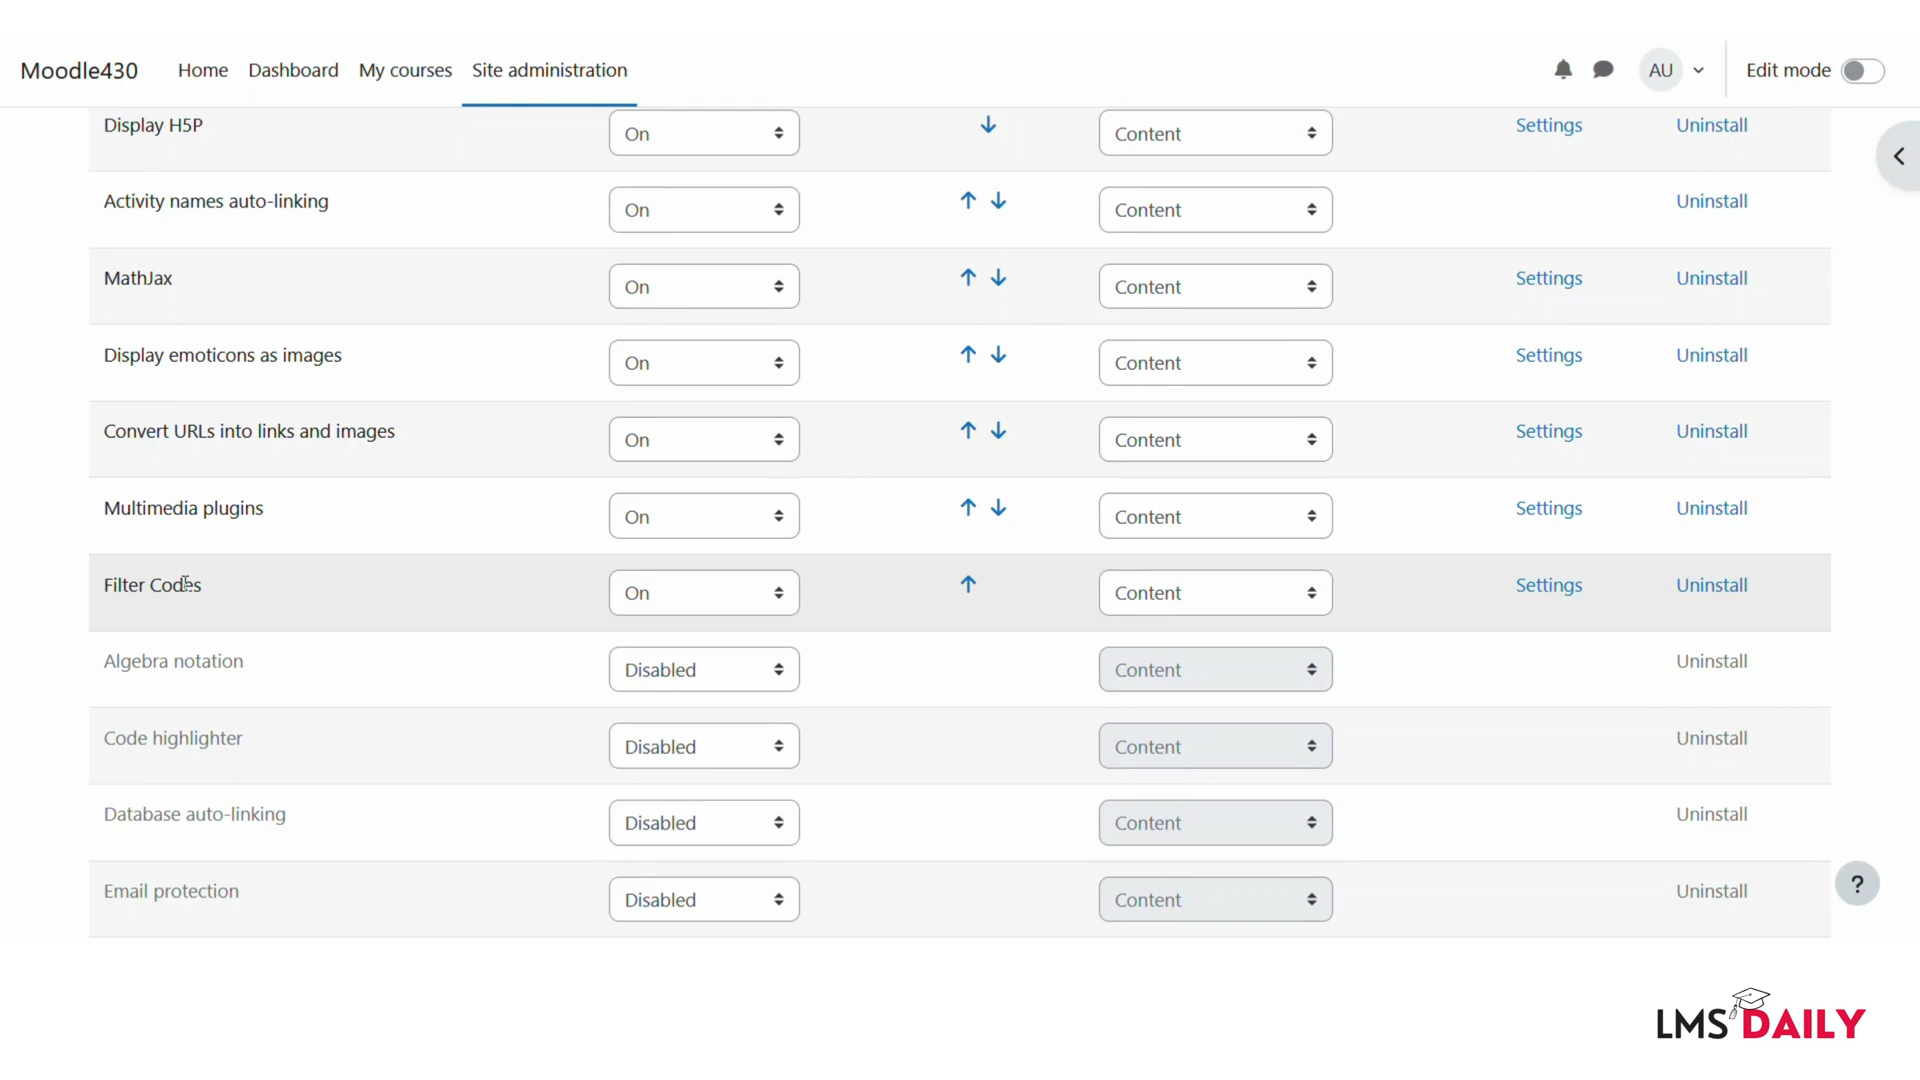 Moodle430 Home Dashboard My courses Site administration AU Edit mode
Display H5P On Content Settings Uninstall
Activity names auto-linking On Content Uninstall
MathJax On Content Settings Uninstall
Display emoticons as images On Content Settings Uninstall
Convert URLs into links and images On Content Settings Uninstall
Multimedia plugins On Content Settings Uninstall
Filter Codes On Content Settings Uninstall
Algebra notation Disabled Content Uninstall
Code highlighter Disabled Content Uninstall
Database auto-linking Disabled Content Uninstall
Email protection Disabled Content Uninstall
?
LMS DAILY